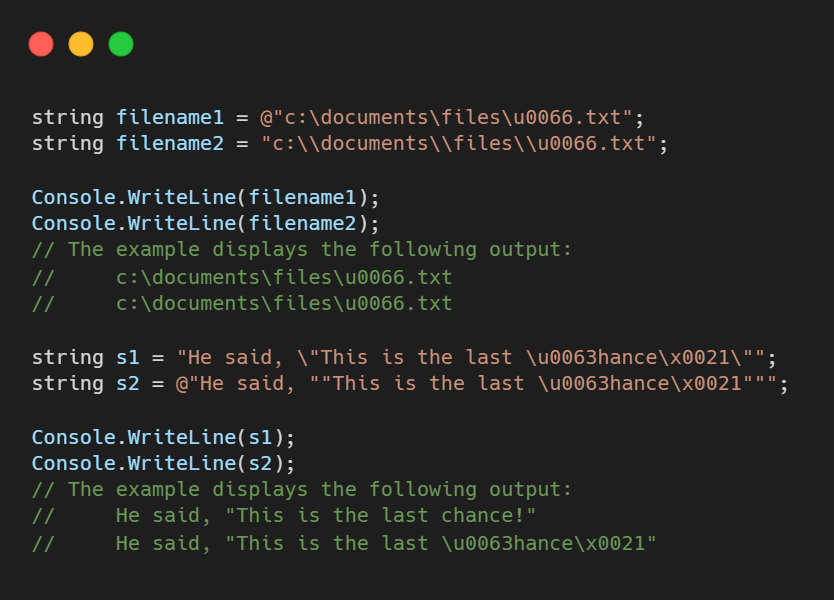 string filename1 = @"c:\documents\files\u0066.txt";
string filename2 = "c:\\documents\\files\\u0066.txt";
Console.WriteLine(filename1);
Console.WriteLine(filename2);
// The example displays the following output:
//     c:\documents\files\u0066.txt
//     c:\documents\files\u0066.txt
string s1 = "He said, \"This is the last \u0063hance\x0021\"";
string s2 = @"He said, ""This is the last \u0063hance\x0021""";
Console.WriteLine(s1);
Console.WriteLine(s2);
// The example displays the following output:
//     He said, "This is the last chance!"
//     He said, "This is the last \u0063hance\x0021"